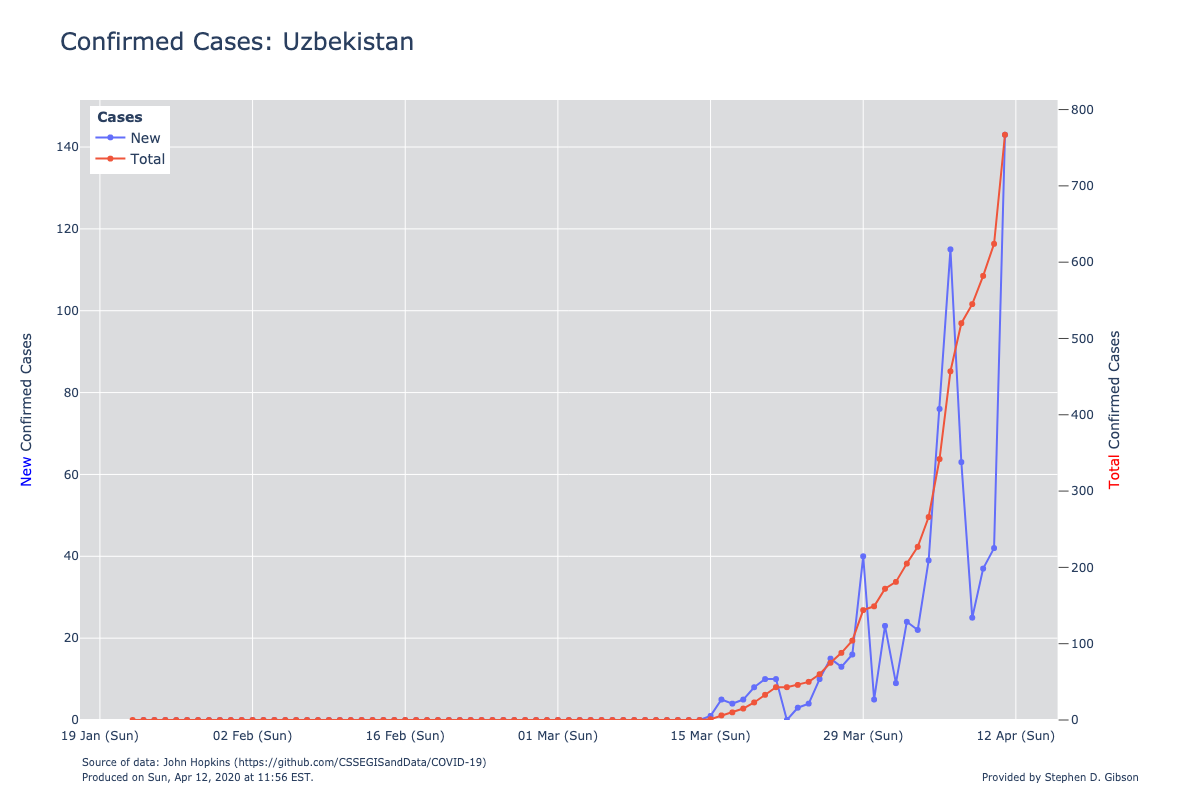 Confirmed Cases: Uzbekistan
Cases
New
Total
140
120
100
80
60
40
20
0
New Confirmed Cases
800
700
600
500
400
300
200
100
0
Total Confirmed Cases
19 Jan (Sun) 02 Feb (Sun) 16 Feb (Sun) 01 Mar (Sun) 15 Mar (Sun) 29 Mar (Sun) 12 Apr (Sun)
Source of data: John Hopkins (https://github.com/CSSEGISandData/COVID-19)
Produced on Sun, Apr 12, 2020 at 11:56 EST.
Provided by Stephen D. Gibson